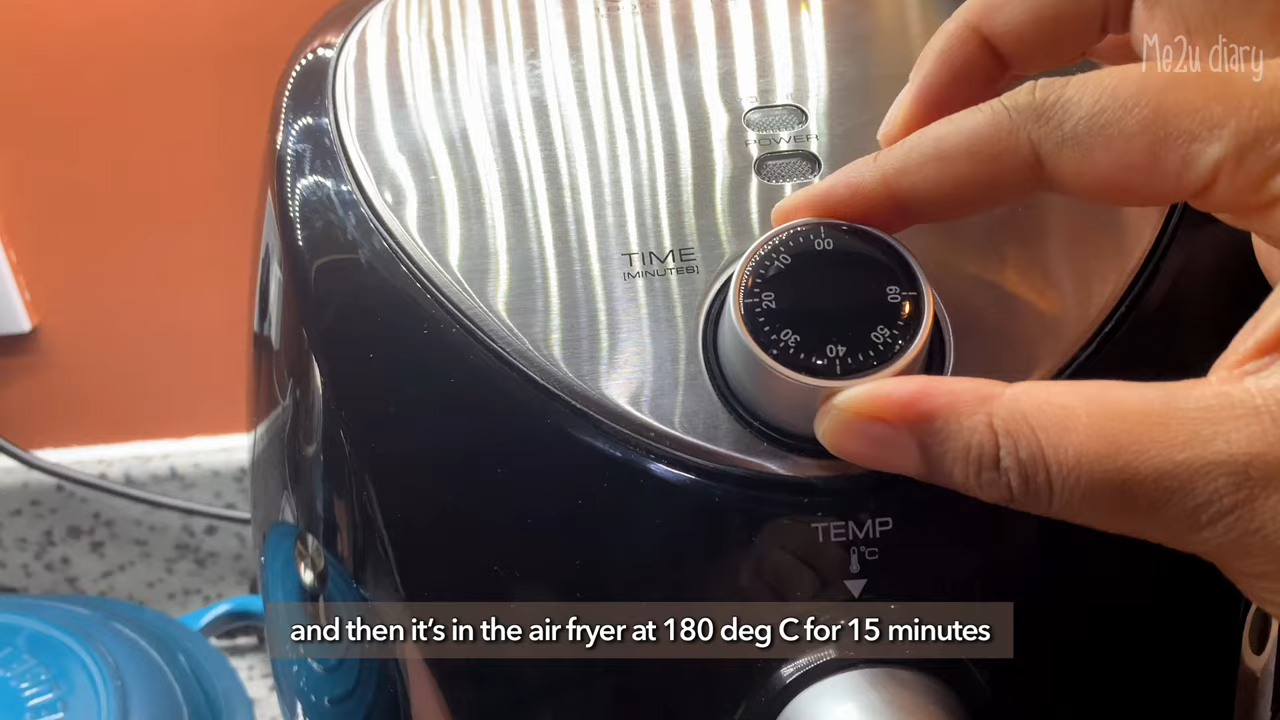 Me2u diary
POWER
TIME
[MINUTES]
00
10
20
30
40
50
60
TEMP
°C
and then it's in the air fryer at 180 deg C for 15 minutes